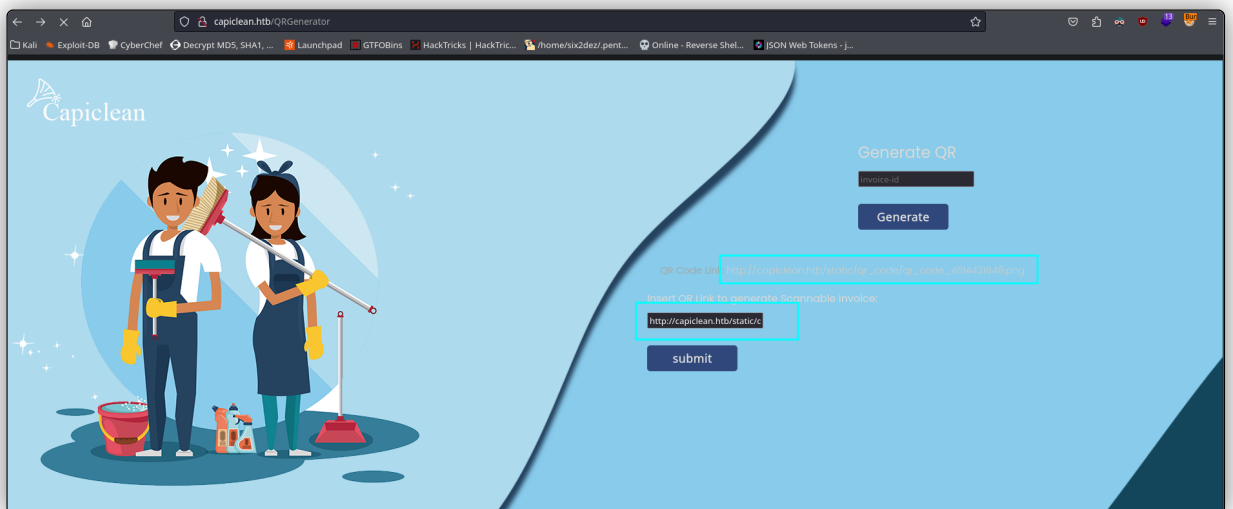 capiclean.htb/QRGenerator
13
Kali Exploit-DB CyberChef Decrypt MD5, SHA1, ... Launchpad GTFOBins HackTricks | HackTric... /home/six2dez/.pent... Online - Reverse Shel... JSON Web Tokens - j...
Capiclean
Generate QR
invoice-id
Generate
QR Code Link
Insert QR Link to generate Scannable Invoice:
http://capiclean.htb/static/c
submit